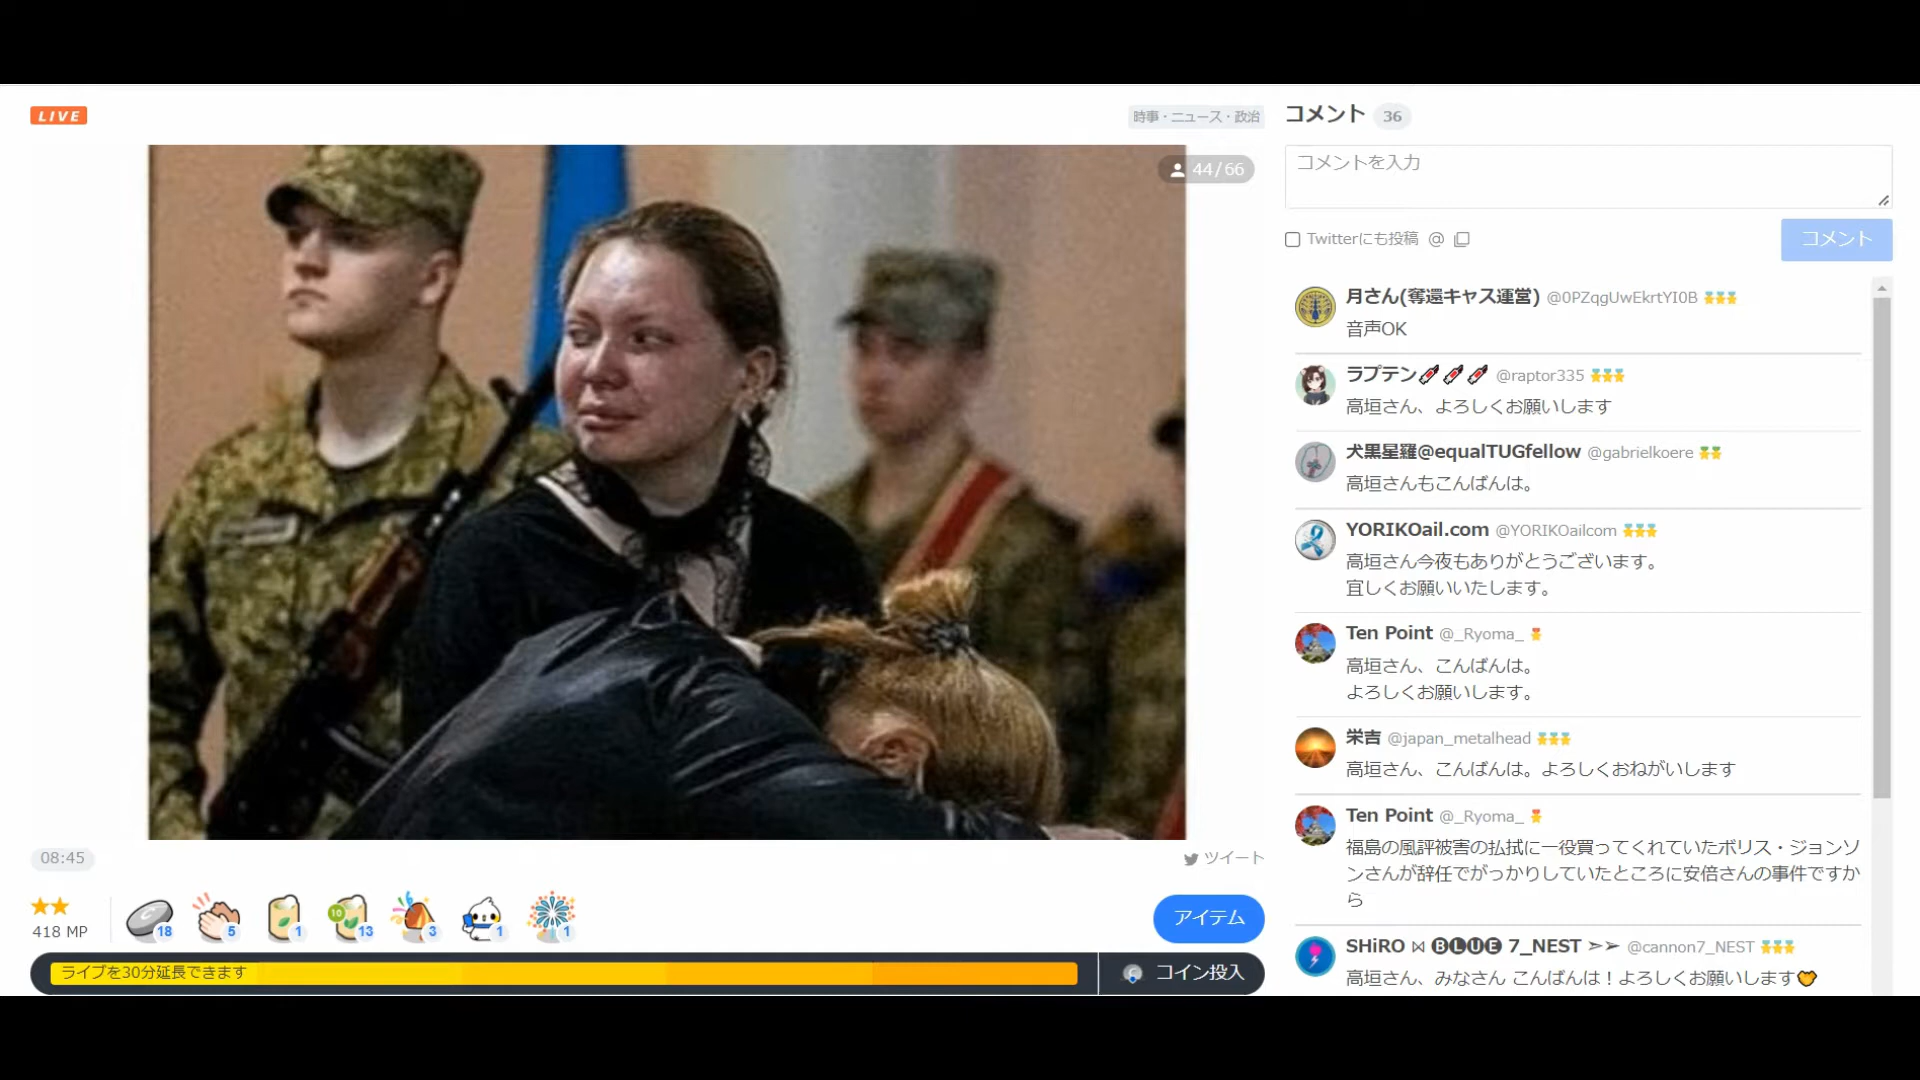 LIVE
時事・ニュース・政治
44/66
08:45
ツイート
418 MP
18
5
1
10
13
3
1
1
アイテム
ライブを30分延長できます
コイン投入
コメント 36
コメントを入力
Twitterにも投稿 @
コメント
月さん(奪還キャス運営) @0PZqgUwEkrtYI0B
音声OK
ラプテン @raptor335
高垣さん、よろしくお願いします
犬黒星羅@equalTUGfellow @gabrielkoere
高垣さんもこんばんは。
YORIKOail.com @YORIKOailcom
高垣さん今夜もありがとうございます。
宜しくお願いいたします。
Ten Point @_Ryoma_
高垣さん、こんばんは。
よろしくお願いします。
栄吉 @japan_metalhead
高垣さん、こんばんは。よろしくおねがいします
Ten Point @_Ryoma_
福島の風評被害の払拭に一役買ってくれていたボリス・ジョンソ
ンさんが辞任でがっかりしていたところに安倍さんの事件ですか
ら
SHiRO ⋈ 🅑🅛🅤🅔 7_NEST ➣➢ @cannon7_NEST
高垣さん、みなさん こんばんは！よろしくお願いします